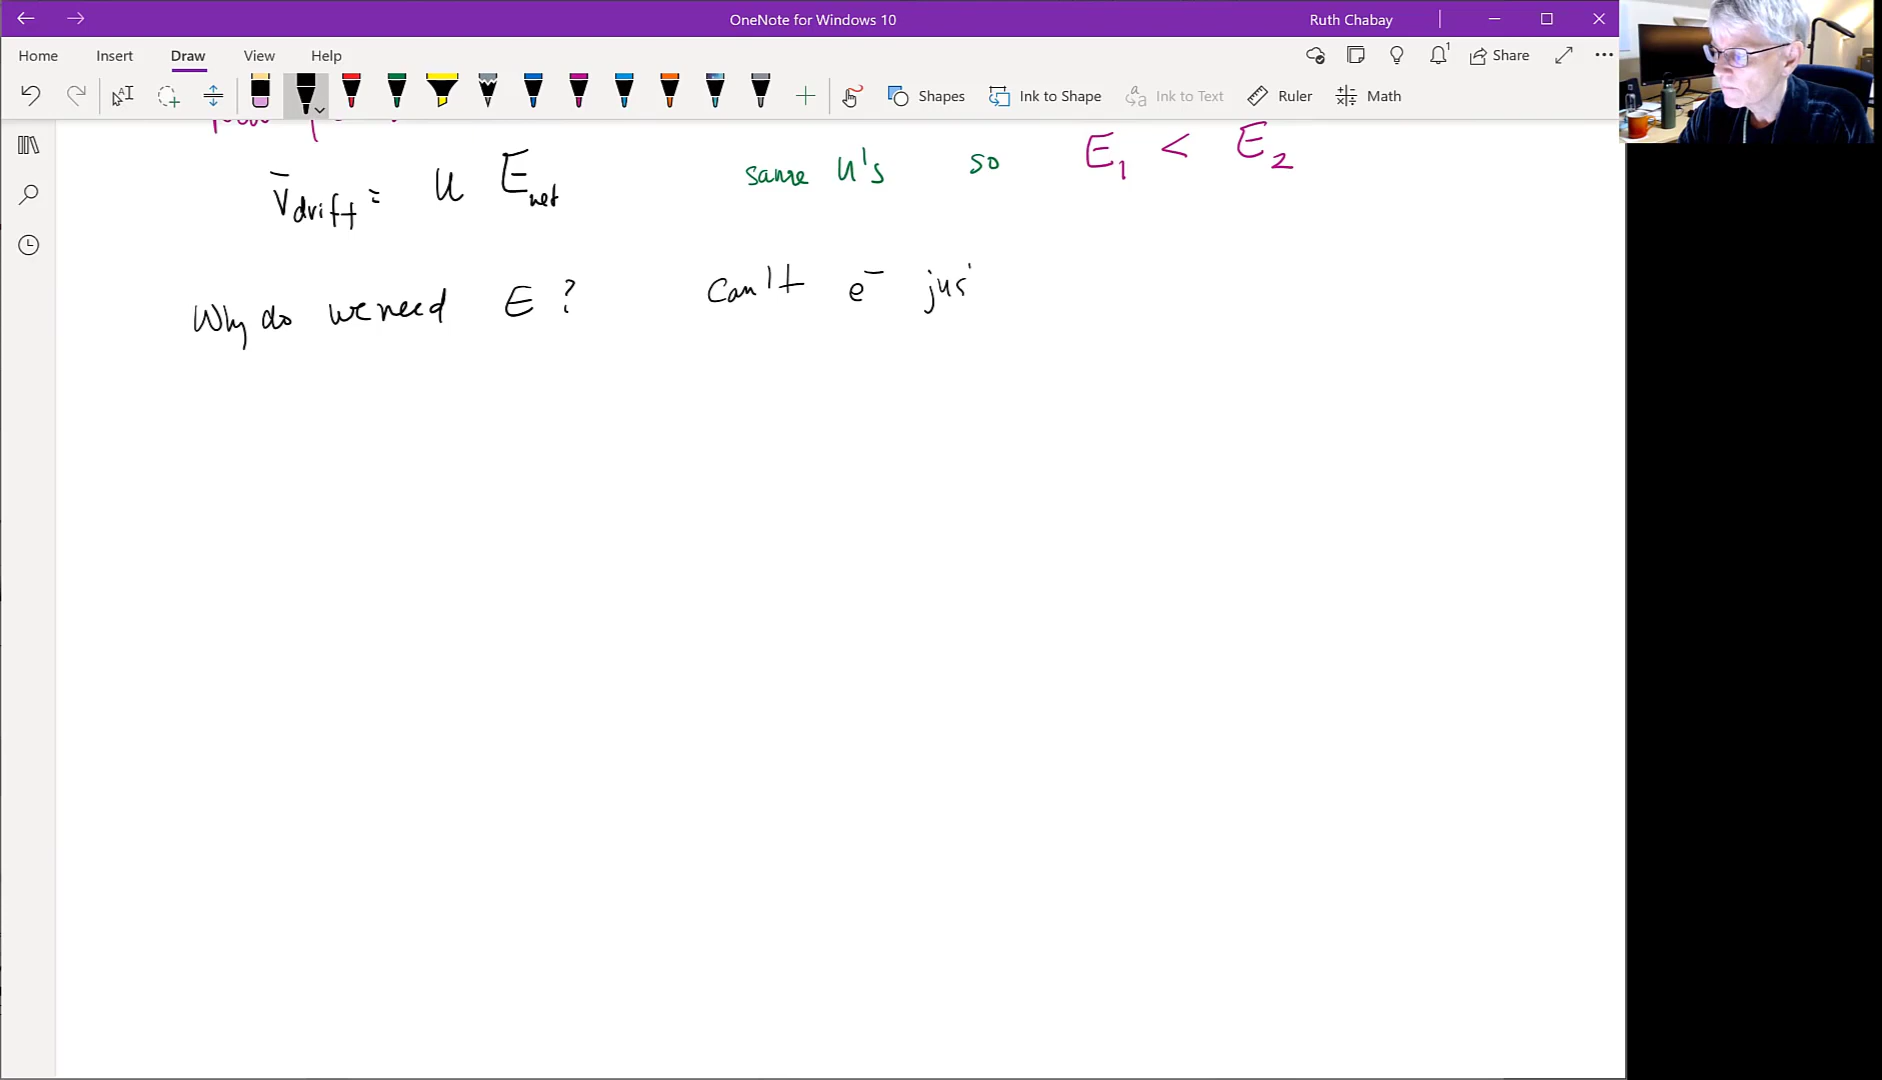 OneNote for Windows 10
Ruth Chabay
Home Insert Draw View Help
1 Share
Shapes Ink to Shape Ink to Text Ruler Math
v̄drift = u Enet
same u's so E1 < E2
Why do we need E ? Can't e⁻ jus